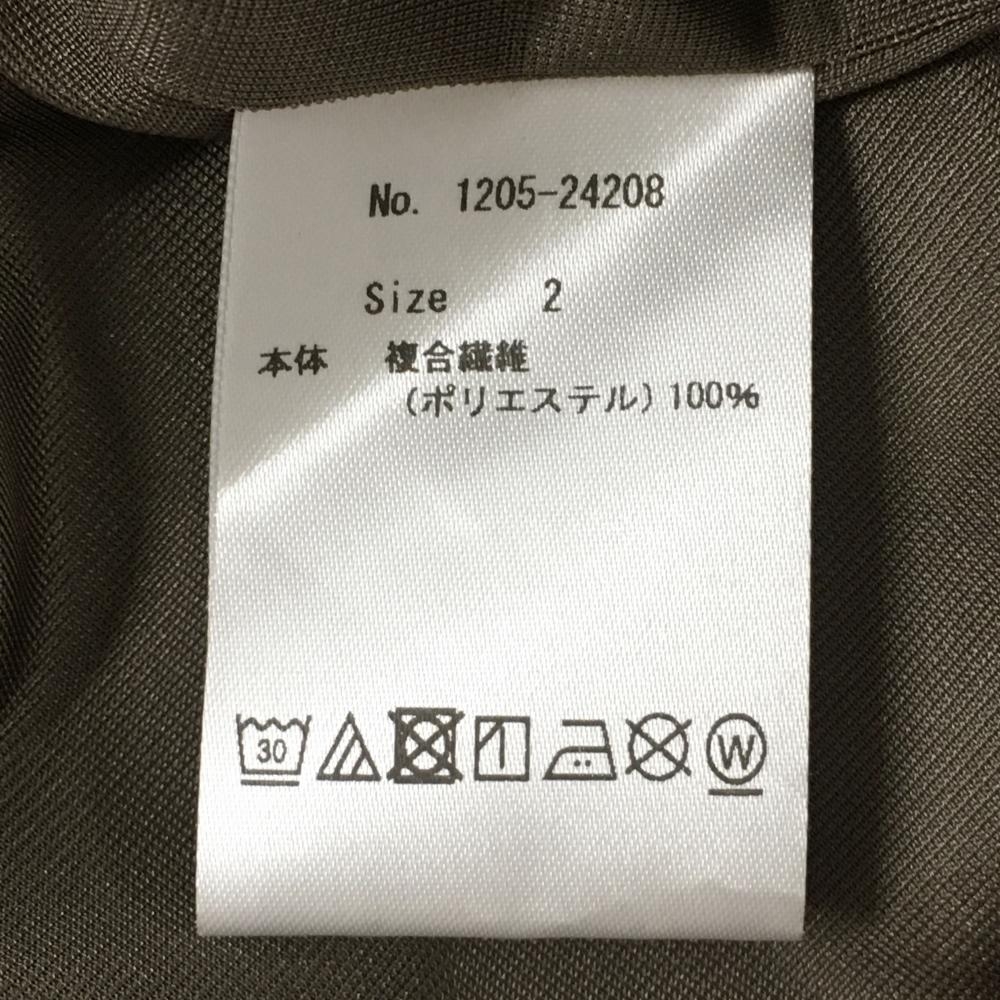 No. 1205-24208
Size 2
本体 複合繊維
(ポリエステル) 100%
30
W